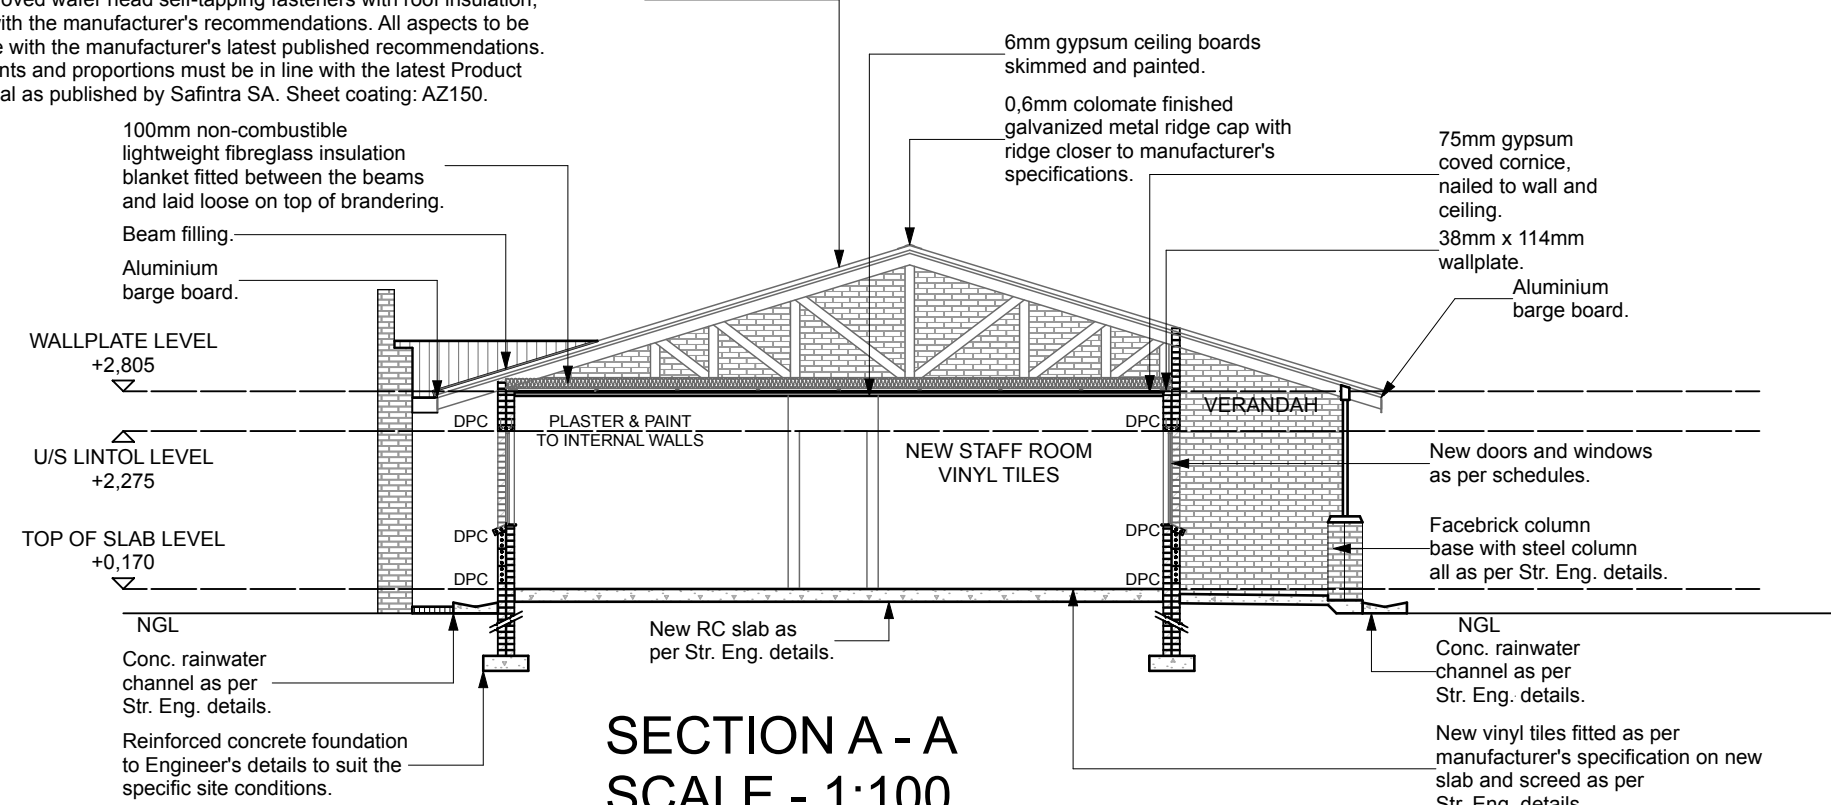 wafer head self-tapping fasteners with roof insulation,
with the manufacturer's recommendations. All aspects to be
with the manufacturer's latest published recommendations.
and proportions must be in line with the latest Product
as published by Safintra SA. Sheet coating: AZ150.
100mm non-combustible
lightweight fibreglass insulation
blanket fitted between the beams
and laid loose on top of brandering.
Beam filling.
Aluminium
barge board.
6mm gypsum ceiling boards
skimmed and painted.
0,6mm colomate finished
galvanized metal ridge cap with
ridge closer to manufacturer's
specifications.
75mm gypsum
coved cornice,
nailed to wall and
ceiling.
38mm x 114mm
wallplate.
Aluminium
barge board.
WALLPLATE LEVEL
+2,805
U/S LINTOL LEVEL
+2,275
TOP OF SLAB LEVEL
+0,170
DPC
PLASTER & PAINT
TO INTERNAL WALLS
DPC
VERANDAH
NEW STAFF ROOM
VINYL TILES
DPC
DPC
DPC
DPC
New doors and windows
as per schedules.
Facebrick column
base with steel column
all as per Str. Eng. details.
NGL
Conc. rainwater
channel as per
Str. Eng. details.
Reinforced concrete foundation
to Engineer's details to suit the
specific site conditions.
New RC slab as
per Str. Eng. details.
NGL
Conc. rainwater
channel as per
Str. Eng. details.
New vinyl tiles fitted as per
manufacturer's specification on new
slab and screed as per
Str. Eng. details
SECTION A - A
SCALE - 1:100